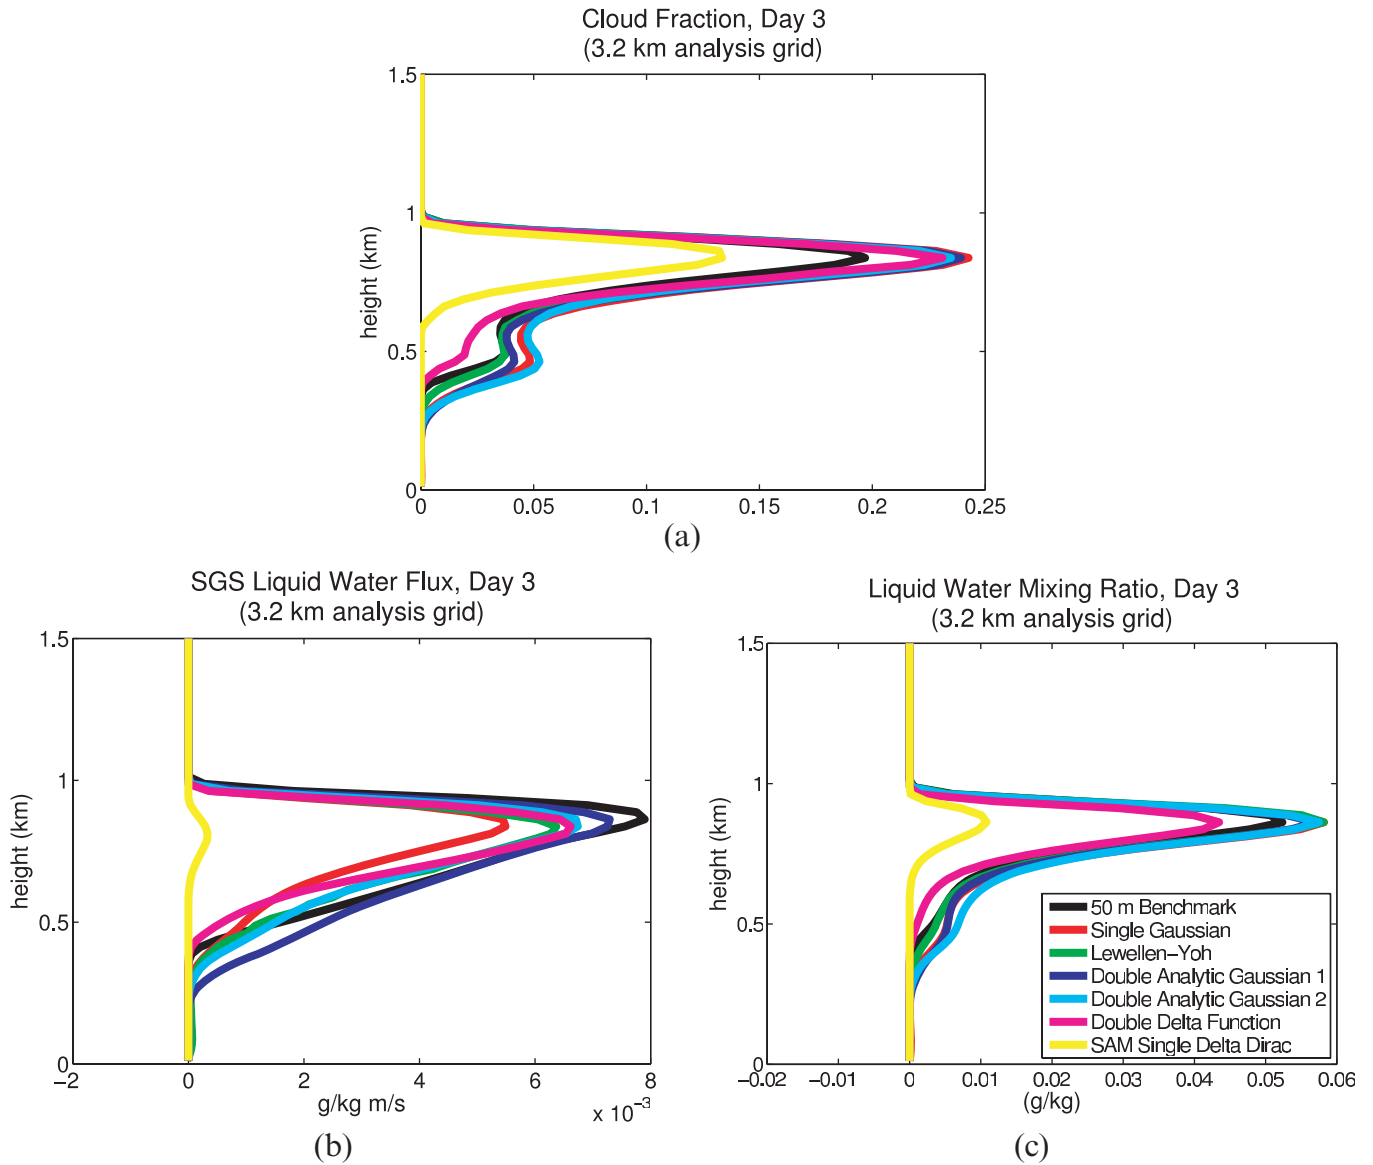 Cloud Fraction, Day 3
(3.2 km analysis grid)
1.5
1
0.5
0
height (km)
0 0.05 0.1 0.15 0.2 0.25
(a)
SGS Liquid Water Flux, Day 3
(3.2 km analysis grid)
1.5
1
0.5
0
height (km)
−2 0 2 4 6 8
g/kg m/s
x 10⁻³
(b)
Liquid Water Mixing Ratio, Day 3
(3.2 km analysis grid)
1.5
1
0.5
0
height (km)
50 m Benchmark
Single Gaussian
Lewellen−Yoh
Double Analytic Gaussian 1
Double Analytic Gaussian 2
Double Delta Function
SAM Single Delta Dirac
−0.02 −0.01 0 0.01 0.02 0.03 0.04 0.05 0.06
(g/kg)
(c)